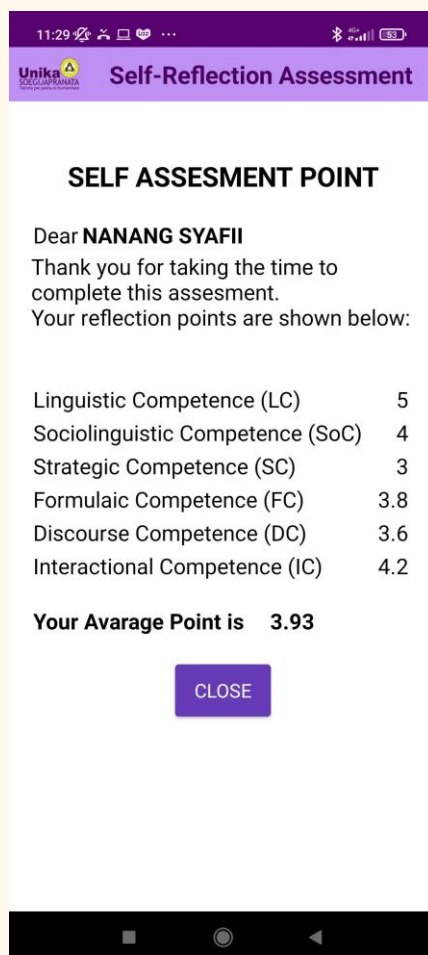 11:29
53
Unika
SOEGIJAPRANATA
Self-Reflection Assessment
SELF ASSESMENT POINT
Dear NANANG SYAFII
Thank you for taking the time to
complete this assesment.
Your reflection points are shown below:
Linguistic Competence (LC) 5
Sociolinguistic Competence (SoC) 4
Strategic Competence (SC) 3
Formulaic Competence (FC) 3.8
Discourse Competence (DC) 3.6
Interactional Competence (IC) 4.2
Your Avarage Point is 3.93
CLOSE